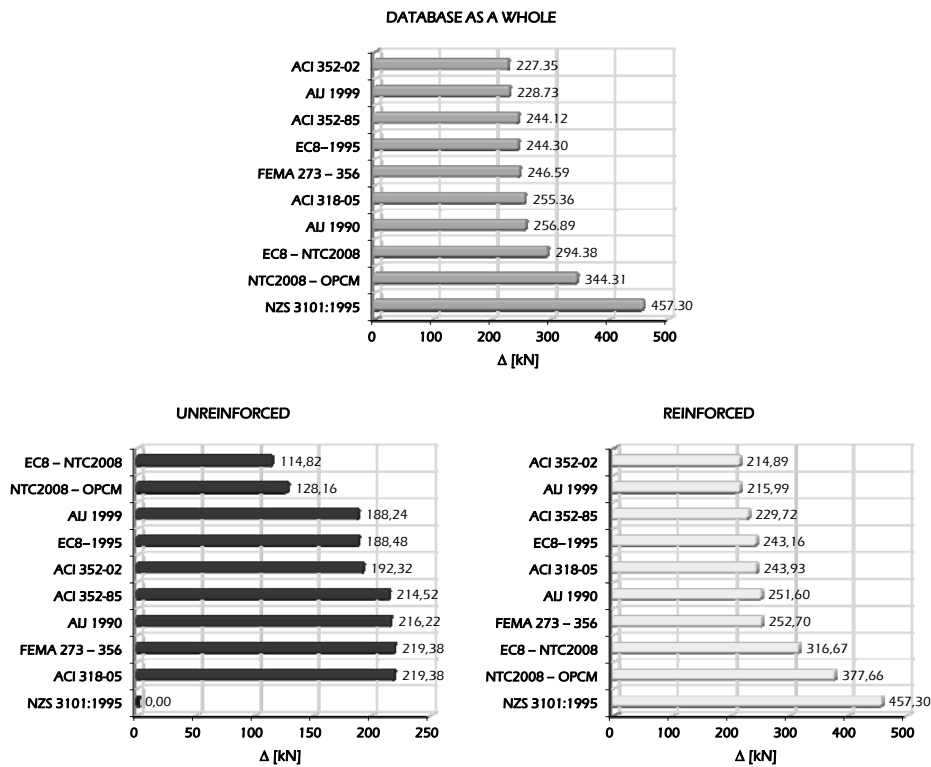 DATABASE AS A WHOLE
ACI 352-02 227.35
AIJ 1999 228.73
ACI 352-85 244.12
EC8–1995 244.30
FEMA 273 – 356 246.59
ACI 318-05 255.36
AIJ 1990 256.89
EC8 – NTC2008 294.38
NTC2008 – OPCM 344.31
NZS 3101:1995 457.30
0 100 200 300 400 500
Δ [kN]
UNREINFORCED
EC8 – NTC2008 114,82
NTC2008 – OPCM 128,16
AIJ 1999 188,24
EC8–1995 188,48
ACI 352-02 192,32
ACI 352-85 214,52
AIJ 1990 216,22
FEMA 273 – 356 219,38
ACI 318-05 219,38
NZS 3101:1995 0,00
0 50 100 150 200 250
Δ [kN]
REINFORCED
ACI 352-02 214,89
AIJ 1999 215,99
ACI 352-85 229,72
EC8–1995 243,16
ACI 318-05 243,93
AIJ 1990 251,60
FEMA 273 – 356 252,70
EC8 – NTC2008 316,67
NTC2008 – OPCM 377,66
NZS 3101:1995 457,30
0 100 200 300 400 500
Δ [kN]